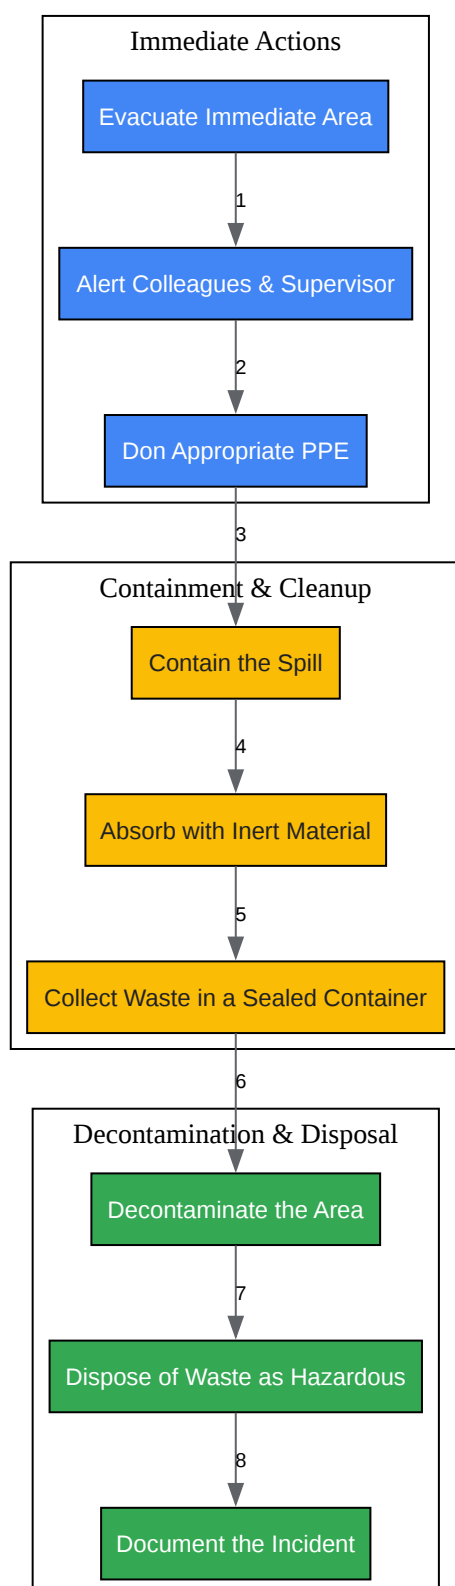 Immediate Actions
Evacuate Immediate Area
1
Alert Colleagues & Supervisor
2
Don Appropriate PPE
3
Containment & Cleanup
Contain the Spill
4
Absorb with Inert Material
5
Collect Waste in a Sealed Container
6
Decontamination & Disposal
Decontaminate the Area
7
Dispose of Waste as Hazardous
8
Document the Incident